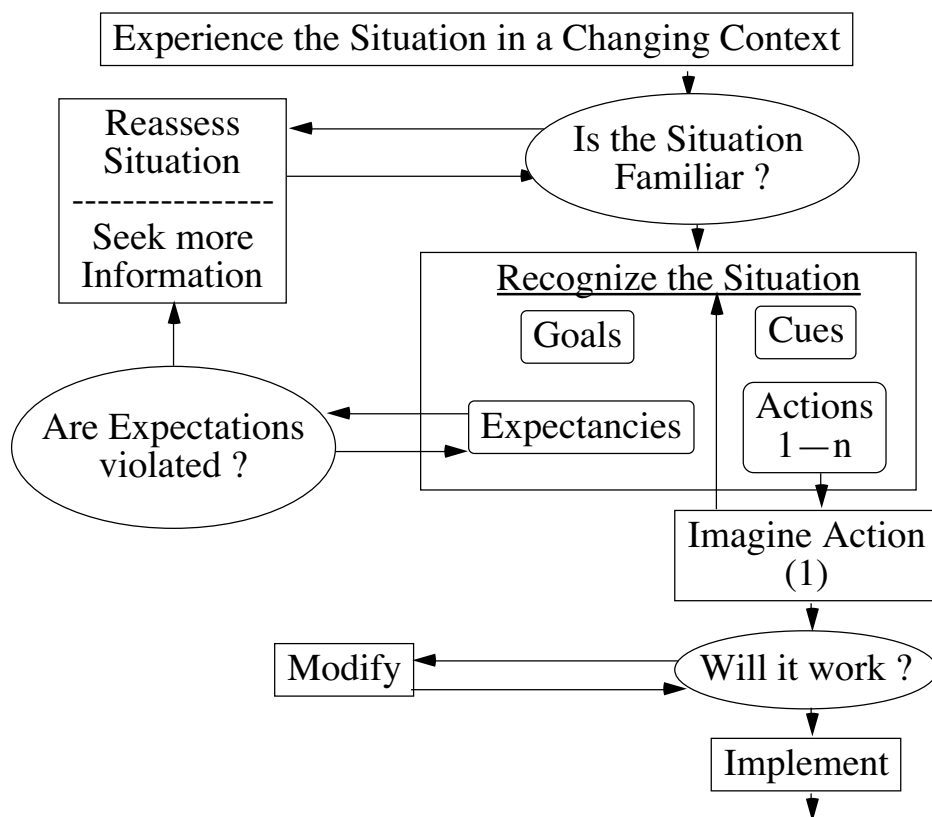 Experience the Situation in a Changing Context
Reassess
Situation
Seek more
Information
Is the Situation
Familiar ?
Recognize the Situation
Goals
Cues
Expectancies
Actions
1—n
Are Expectations
violated ?
Imagine Action
(1)
Modify
Will it work ?
Implement